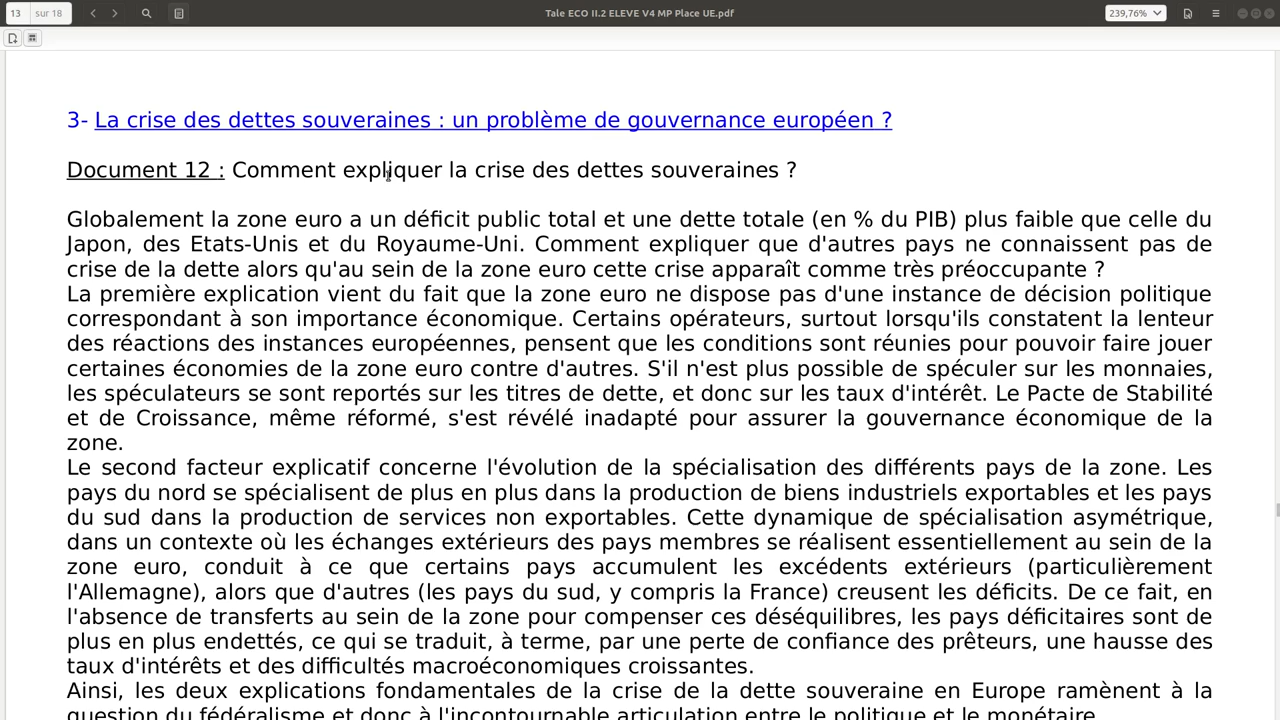 13 sur 18
Tale ECO II.2 ELEVE V4 MP Place UE.pdf
239,76%
3- La crise des dettes souveraines : un problème de gouvernance européen ?
Document 12 : Comment expliquer la crise des dettes souveraines ?
Globalement la zone euro a un déficit public total et une dette totale (en % du PIB) plus faible que celle du
Japon, des Etats-Unis et du Royaume-Uni. Comment expliquer que d'autres pays ne connaissent pas de
crise de la dette alors qu'au sein de la zone euro cette crise apparaît comme très préoccupante ?
La première explication vient du fait que la zone euro ne dispose pas d'une instance de décision politique
correspondant à son importance économique. Certains opérateurs, surtout lorsqu'ils constatent la lenteur
des réactions des instances européennes, pensent que les conditions sont réunies pour pouvoir faire jouer
certaines économies de la zone euro contre d'autres. S'il n'est plus possible de spéculer sur les monnaies,
les spéculateurs se sont reportés sur les titres de dette, et donc sur les taux d'intérêt. Le Pacte de Stabilité
et de Croissance, même réformé, s'est révélé inadapté pour assurer la gouvernance économique de la
zone.
Le second facteur explicatif concerne l'évolution de la spécialisation des différents pays de la zone. Les
pays du nord se spécialisent de plus en plus dans la production de biens industriels exportables et les pays
du sud dans la production de services non exportables. Cette dynamique de spécialisation asymétrique,
dans un contexte où les échanges extérieurs des pays membres se réalisent essentiellement au sein de la
zone euro, conduit à ce que certains pays accumulent les excédents extérieurs (particulièrement
l'Allemagne), alors que d'autres (les pays du sud, y compris la France) creusent les déficits. De ce fait, en
l'absence de transferts au sein de la zone pour compenser ces déséquilibres, les pays déficitaires sont de
plus en plus endettés, ce qui se traduit, à terme, par une perte de confiance des prêteurs, une hausse des
taux d'intérêts et des difficultés macroéconomiques croissantes.
Ainsi, les deux explications fondamentales de la crise de la dette souveraine en Europe ramènent à la
question du fédéralisme et donc à l'incontournable articulation entre le politique et le monétaire.